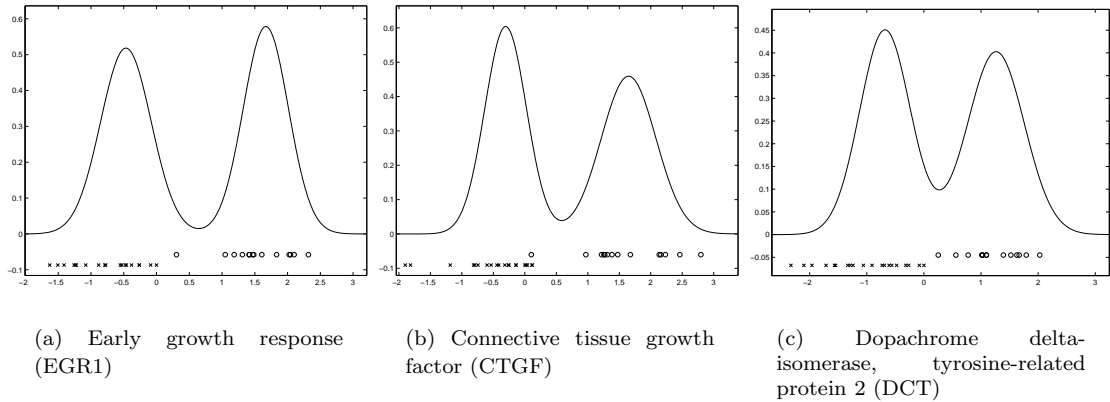 0.6
0.5
0.4
0.3
0.2
0.1
0
−0.1
−2 −1.5 −1 −0.5 0 0.5 1 1.5 2 2.5 3
(a) Early growth response
(EGR1)
0.6
0.5
0.4
0.3
0.2
0.1
0
−0.1
−2 −1.5 −1 −0.5 0 0.5 1 1.5 2 2.5 3
(b) Connective tissue growth
factor (CTGF)
0.45
0.4
0.35
0.3
0.25
0.2
0.15
0.1
0.05
0
−0.05
−2 −1 0 1 2 3
(c) Dopachrome delta-
isomerase, tyrosine-related
protein 2 (DCT)